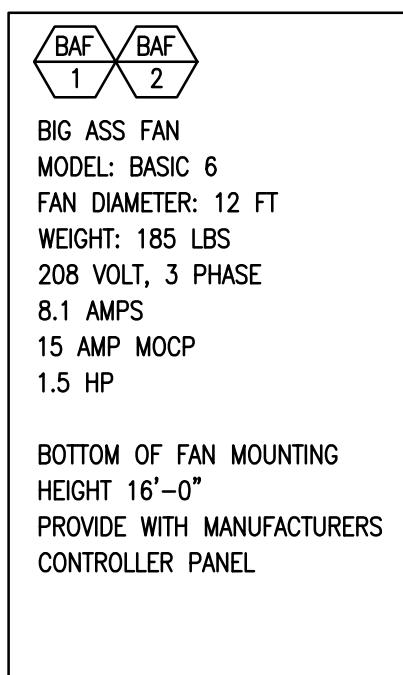 BAF BAF
1 2
BIG ASS FAN
MODEL: BASIC 6
FAN DIAMETER: 12 FT
WEIGHT: 185 LBS
208 VOLT, 3 PHASE
8.1 AMPS
15 AMP MOCP
1.5 HP
BOTTOM OF FAN MOUNTING
HEIGHT 16'-0"
PROVIDE WITH MANUFACTURERS
CONTROLLER PANEL